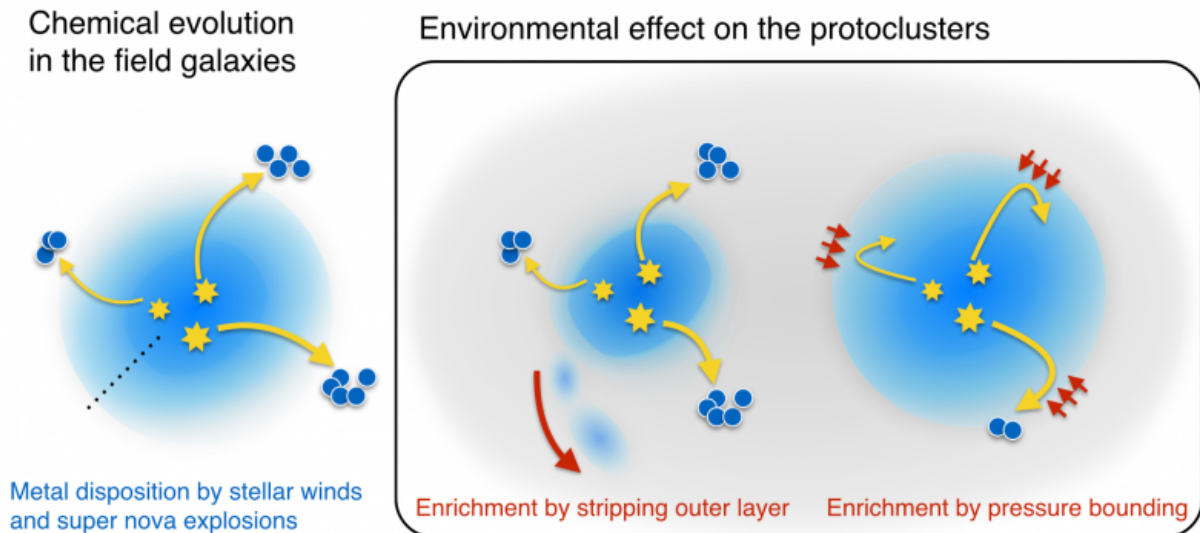 Chemical evolution
in the field galaxies
Environmental effect on the protoclusters
Metal disposition by stellar winds
and super nova explosions
Enrichment by stripping outer layer
Enrichment by pressure bounding